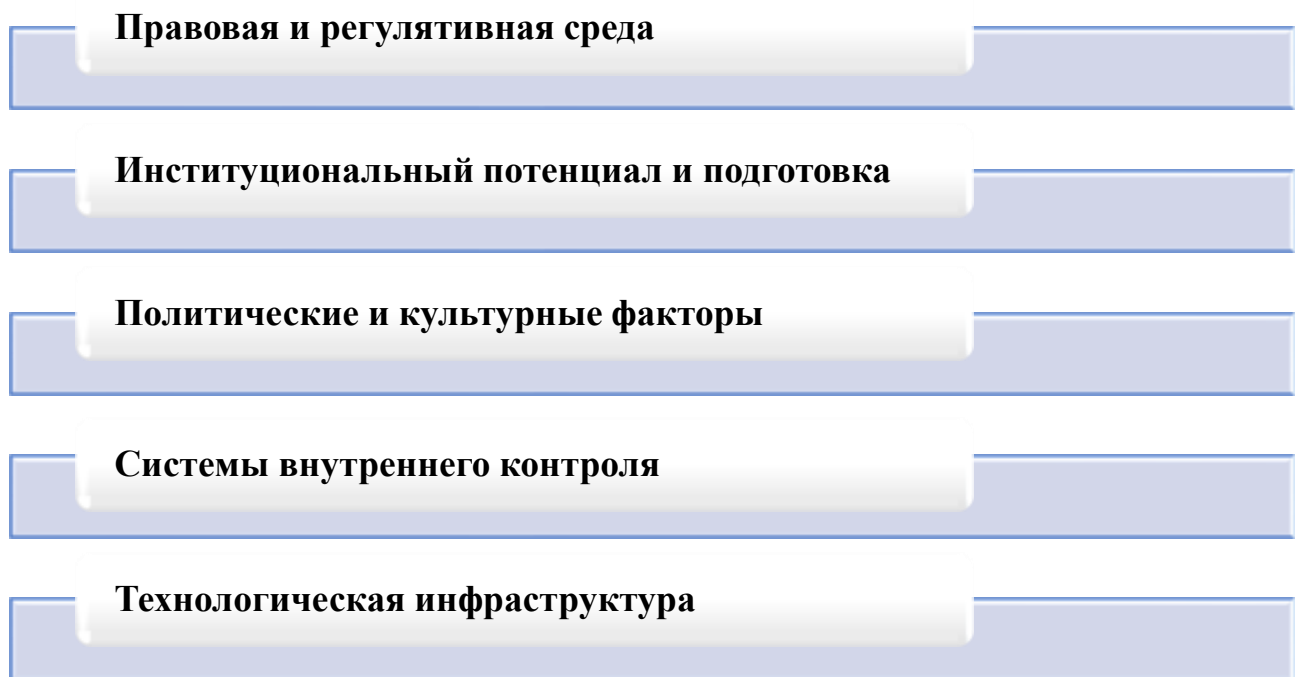 Правовая и регулятивная среда
Институциональный потенциал и подготовка
Политические и культурные факторы
Системы внутреннего контроля
Технологическая инфраструктура